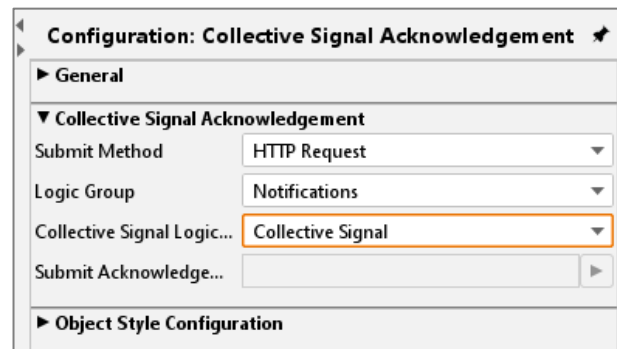 Configuration: Collective Signal Acknowledgement
General
Collective Signal Acknowledgement
Submit Method HTTP Request
Logic Group Notifications
Collective Signal Logic... Collective Signal
Submit Acknowledge...
Object Style Configuration